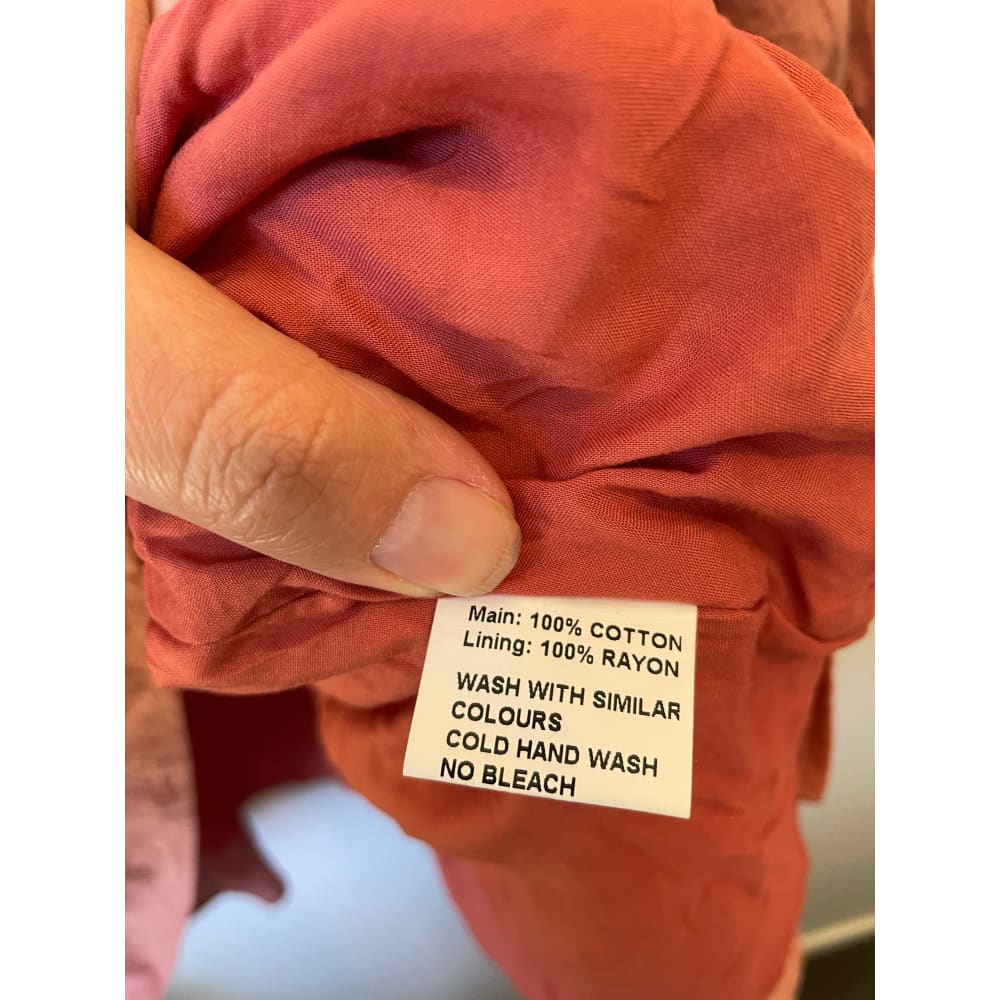 Main: 100% COTTON
Lining: 100% RAYON
WASH WITH SIMILAR
COLOURS
COLD HAND WASH
NO BLEACH